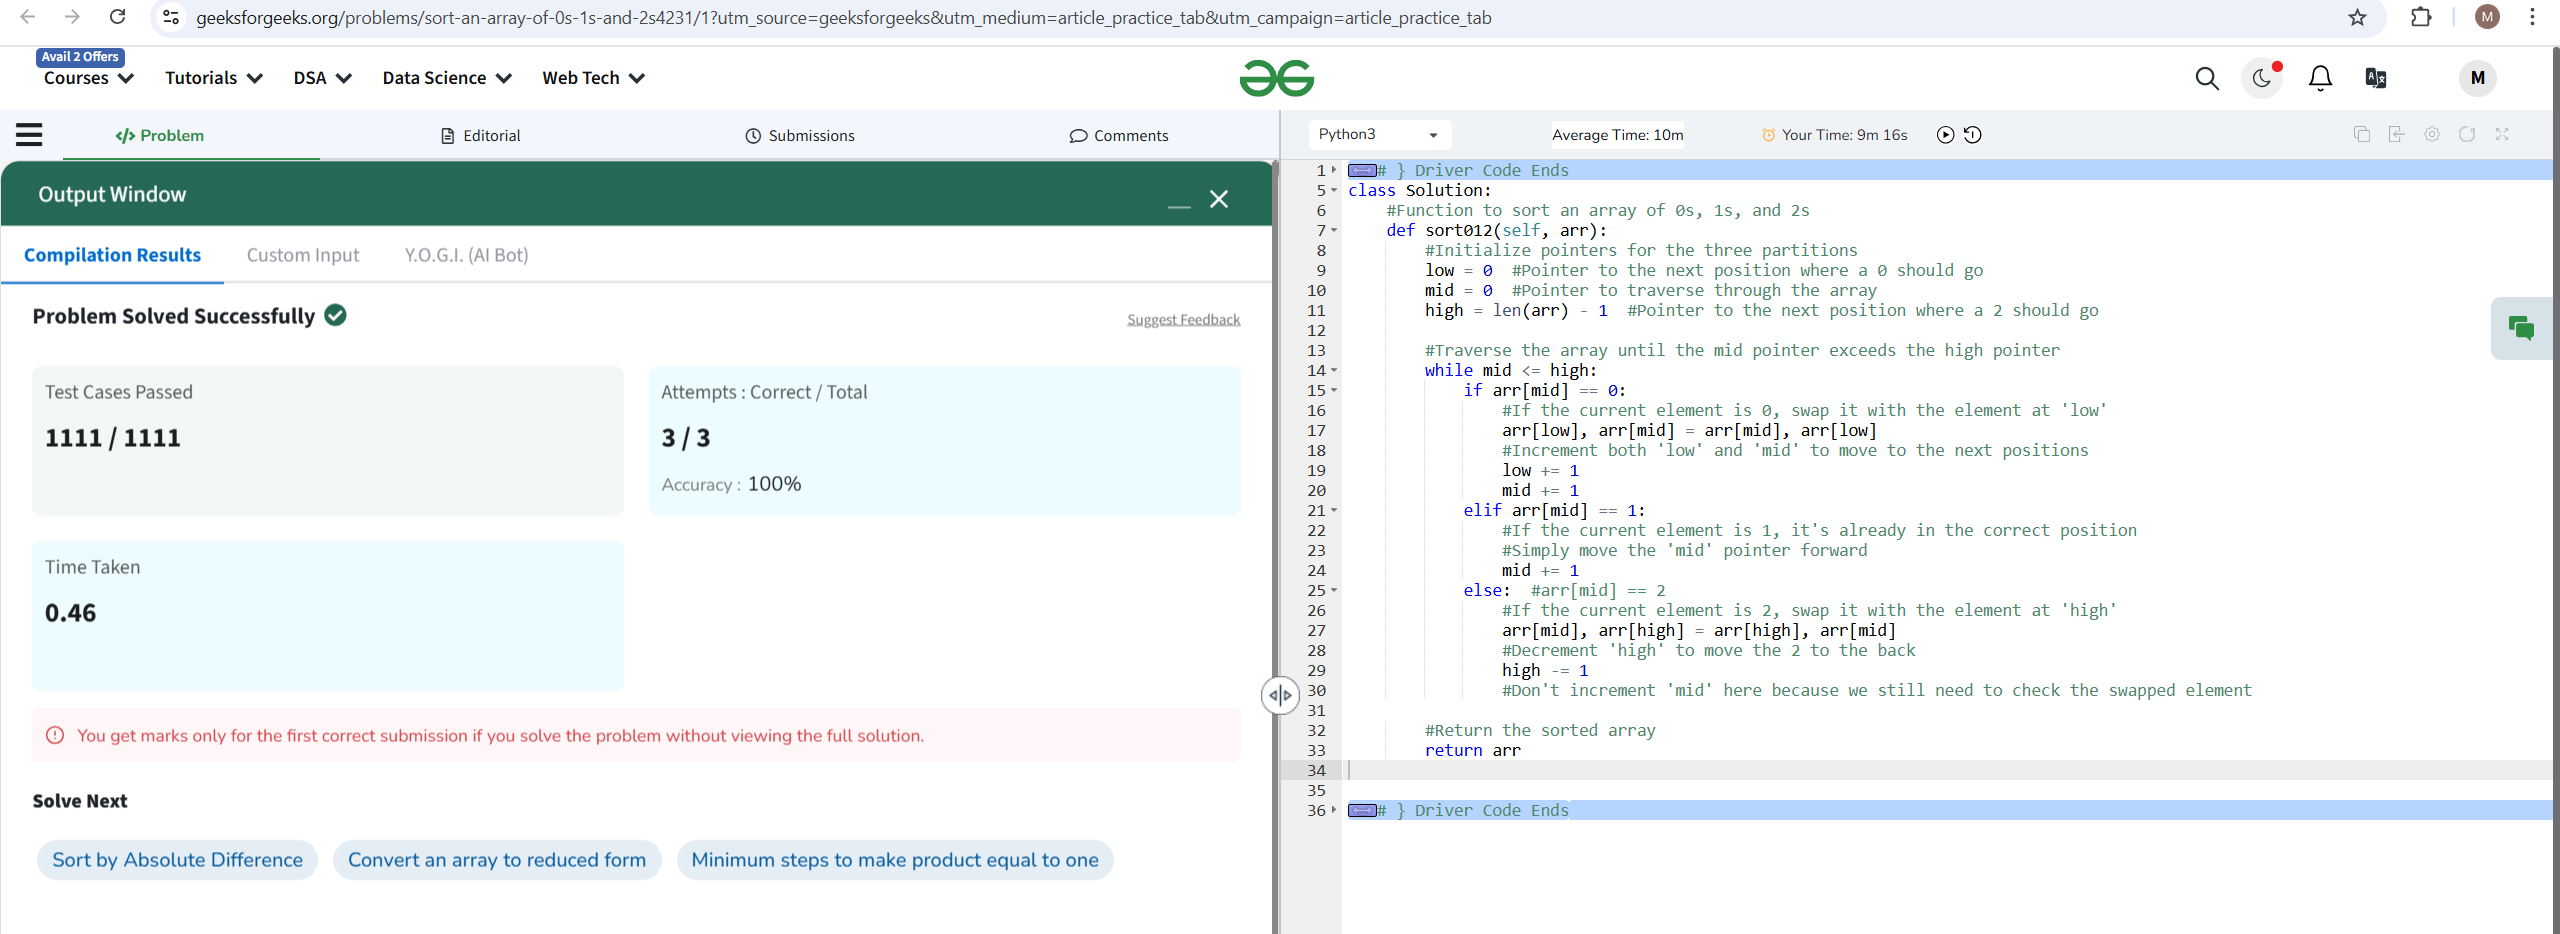 geeksforgeeks.org/problems/sort-an-array-of-0s-1s-and-2s4231/1?utm_source=geeksforgeeks&utm_medium=article_practice_tab&utm_campaign=article_practice_tab
M
Avail 2 Offers
Courses Tutorials DSA Data Science Web Tech
M
</> Problem Editorial Submissions Comments
Output Window
Compilation Results Custom Input Y.O.G.I. (AI Bot)
Problem Solved Successfully
Suggest Feedback
Test Cases Passed
1111 / 1111
Attempts : Correct / Total
3 / 3
Accuracy : 100%
Time Taken
0.46
You get marks only for the first correct submission if you solve the problem without viewing the full solution.
Solve Next
Sort by Absolute Difference Convert an array to reduced form Minimum steps to make product equal to one
Python3 Average Time: 10m Your Time: 9m 16s
1 # } Driver Code Ends
5 class Solution:
6 #Function to sort an array of 0s, 1s, and 2s
7 def sort012(self, arr):
8 #Initialize pointers for the three partitions
9 low = 0 #Pointer to the next position where a 0 should go
10 mid = 0 #Pointer to traverse through the array
11 high = len(arr) - 1 #Pointer to the next position where a 2 should go
12
13 #Traverse the array until the mid pointer exceeds the high pointer
14 while mid <= high:
15 if arr[mid] == 0:
16 #If the current element is 0, swap it with the element at 'low'
17 arr[low], arr[mid] = arr[mid], arr[low]
18 #Increment both 'low' and 'mid' to move to the next positions
19 low += 1
20 mid += 1
21 elif arr[mid] == 1:
22 #If the current element is 1, it's already in the correct position
23 #Simply move the 'mid' pointer forward
24 mid += 1
25 else: #arr[mid] == 2
26 #If the current element is 2, swap it with the element at 'high'
27 arr[mid], arr[high] = arr[high], arr[mid]
28 #Decrement 'high' to move the 2 to the back
29 high -= 1
30 #Don't increment 'mid' here because we still need to check the swapped element
31
32 #Return the sorted array
33 return arr
34
35
36 # } Driver Code Ends